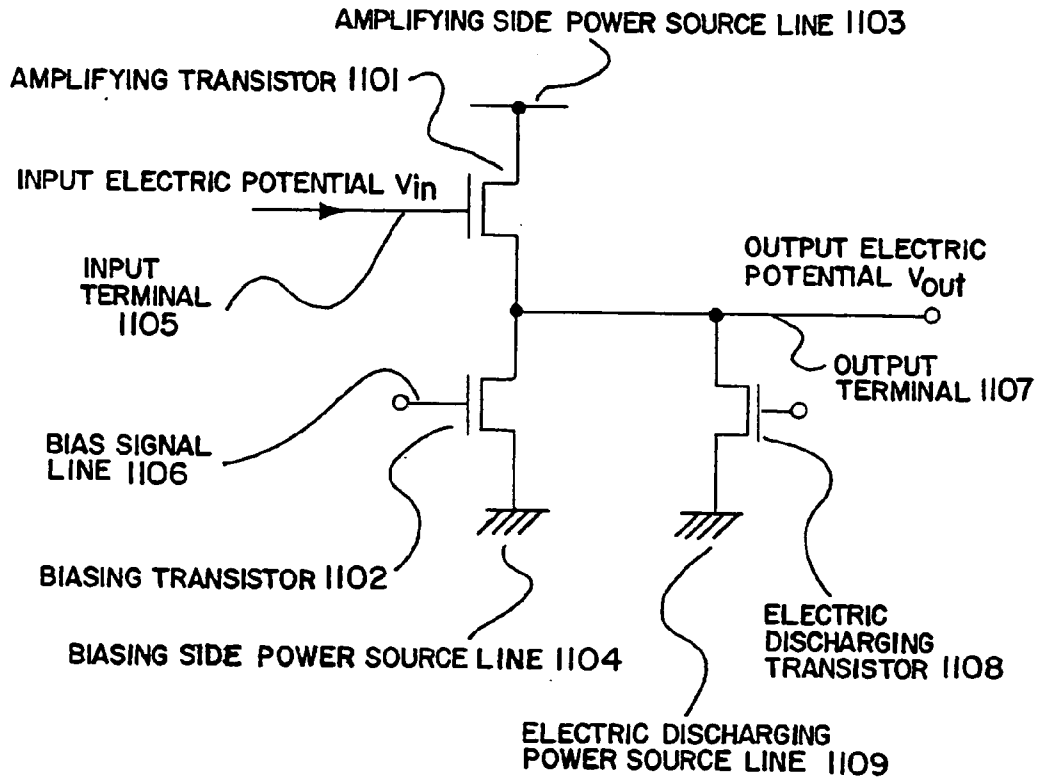 AMPLIFYING SIDE POWER SOURCE LINE 1103
AMPLIFYING TRANSISTOR 1101
INPUT ELECTRIC POTENTIAL Vin
INPUT
TERMINAL
1105
OUTPUT ELECTRIC
POTENTIAL Vout
OUTPUT
TERMINAL 1107
BIAS SIGNAL
LINE 1106
BIASING TRANSISTOR 1102
BIASING SIDE POWER SOURCE LINE 1104
ELECTRIC
DISCHARGING
TRANSISTOR 1108
ELECTRIC DISCHARGING
POWER SOURCE LINE 1109